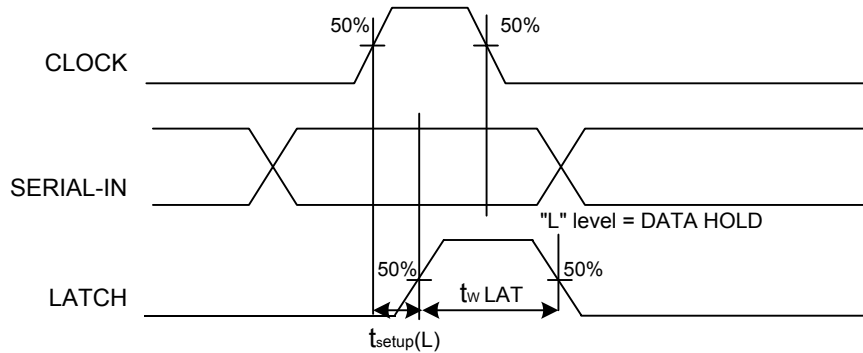 50%
50%
CLOCK
SERIAL-IN
"L" level = DATA HOLD
50%
tw LAT
50%
LATCH
tsetup(L)